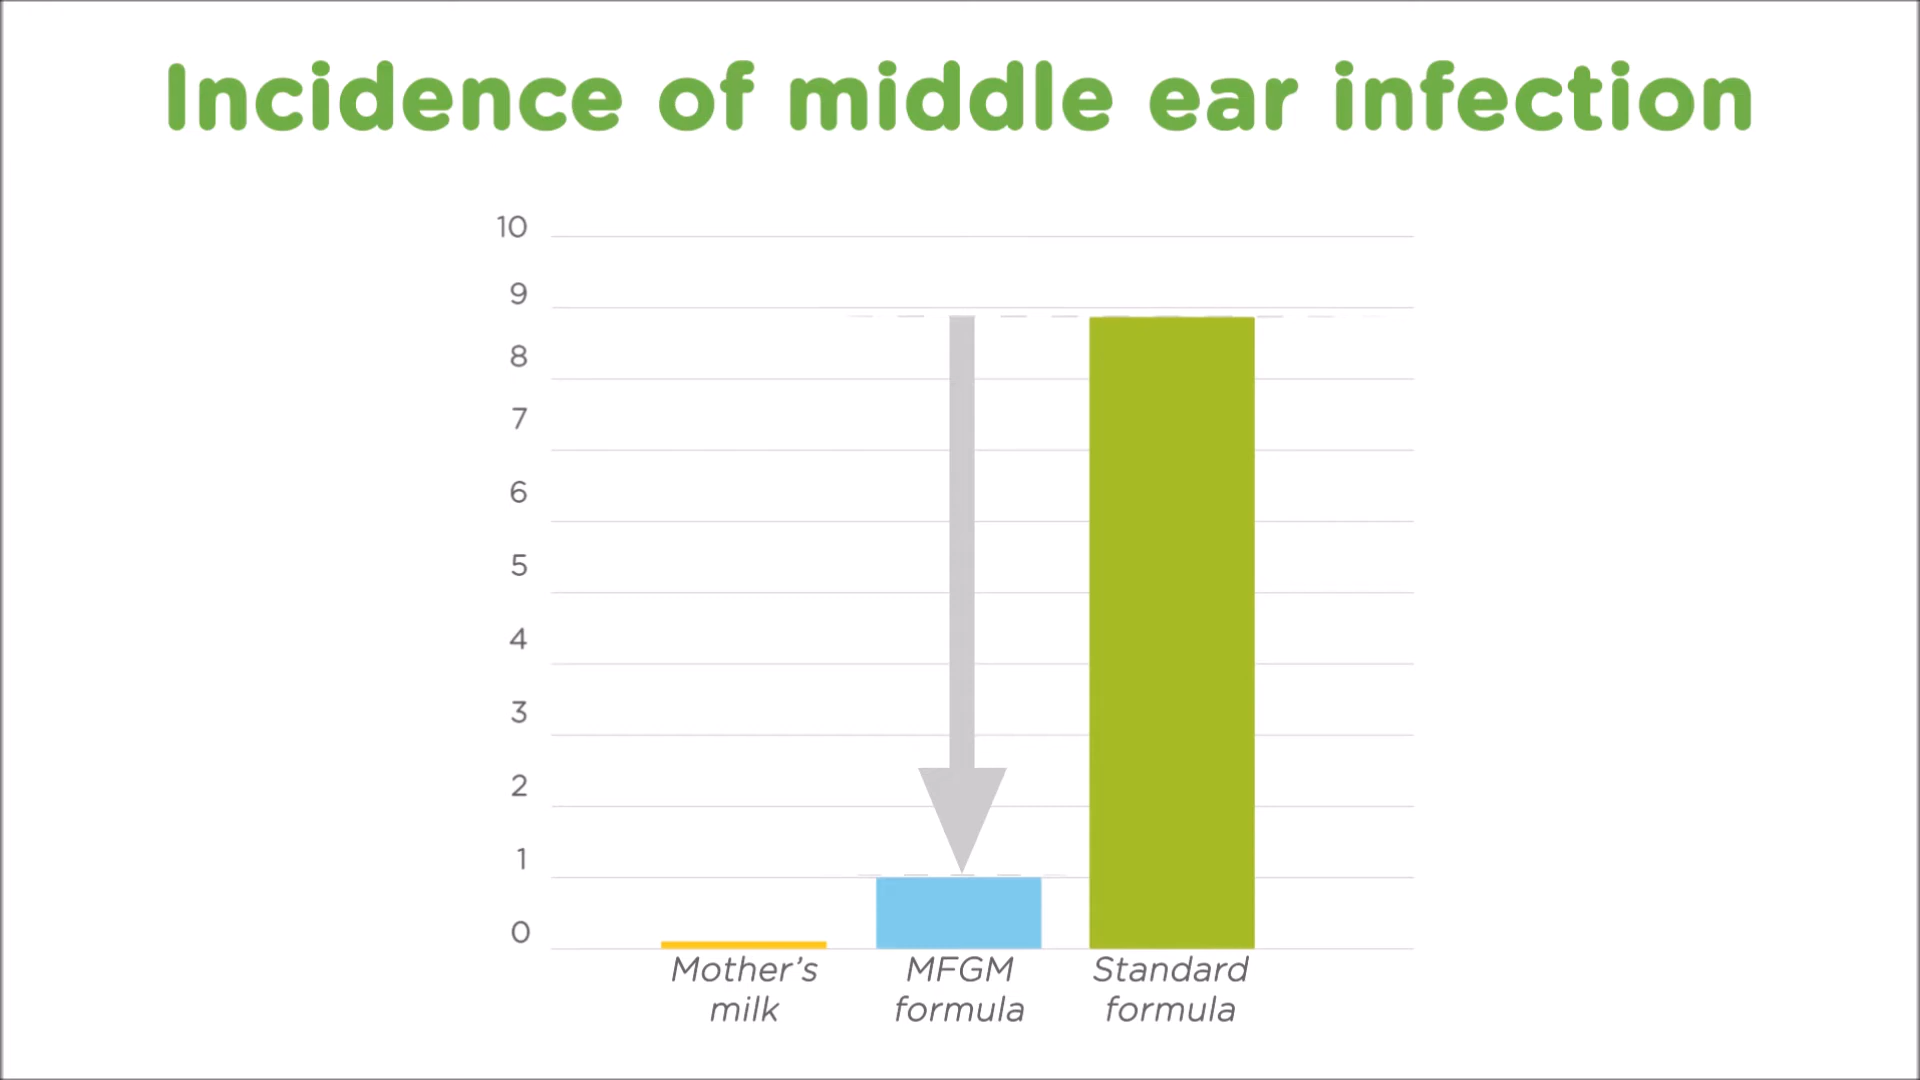 Incidence of middle ear infection
10
9
8
7
6
5
4
3
2
1
0
Mother's
milk
MFGM
formula
Standard
formula